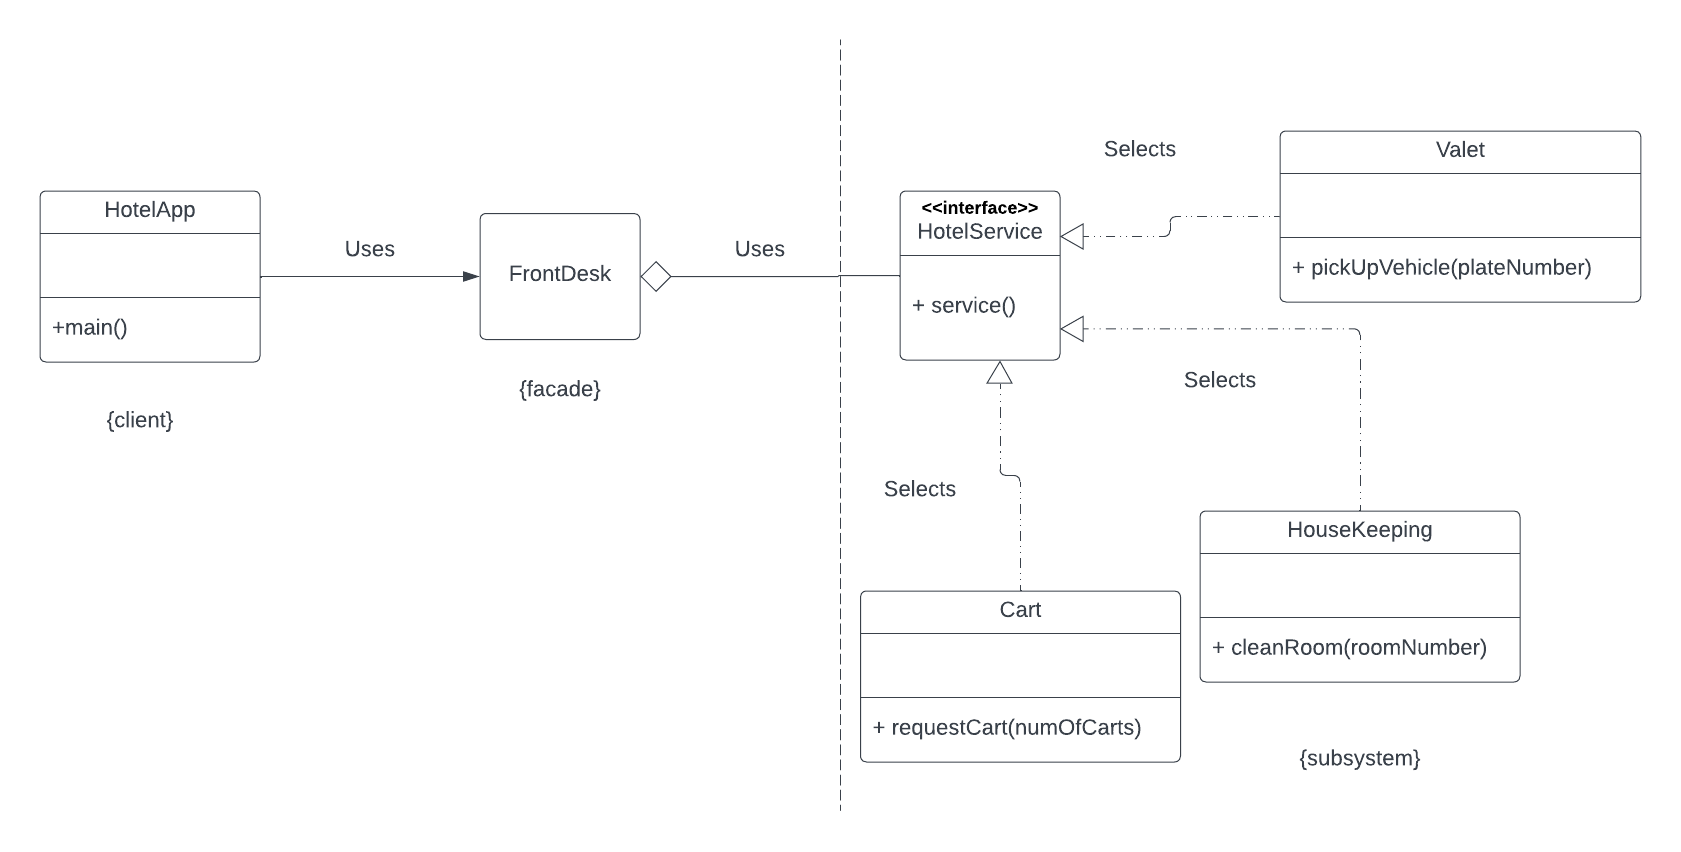 HotelApp
+main()
{client}
Uses
FrontDesk
{facade}
Uses
<<interface>>
HotelService
+ service()
Selects
Valet
+ pickUpVehicle(plateNumber)
Selects
Selects
HouseKeeping
+ cleanRoom(roomNumber)
Cart
+ requestCart(numOfCarts)
{subsystem}